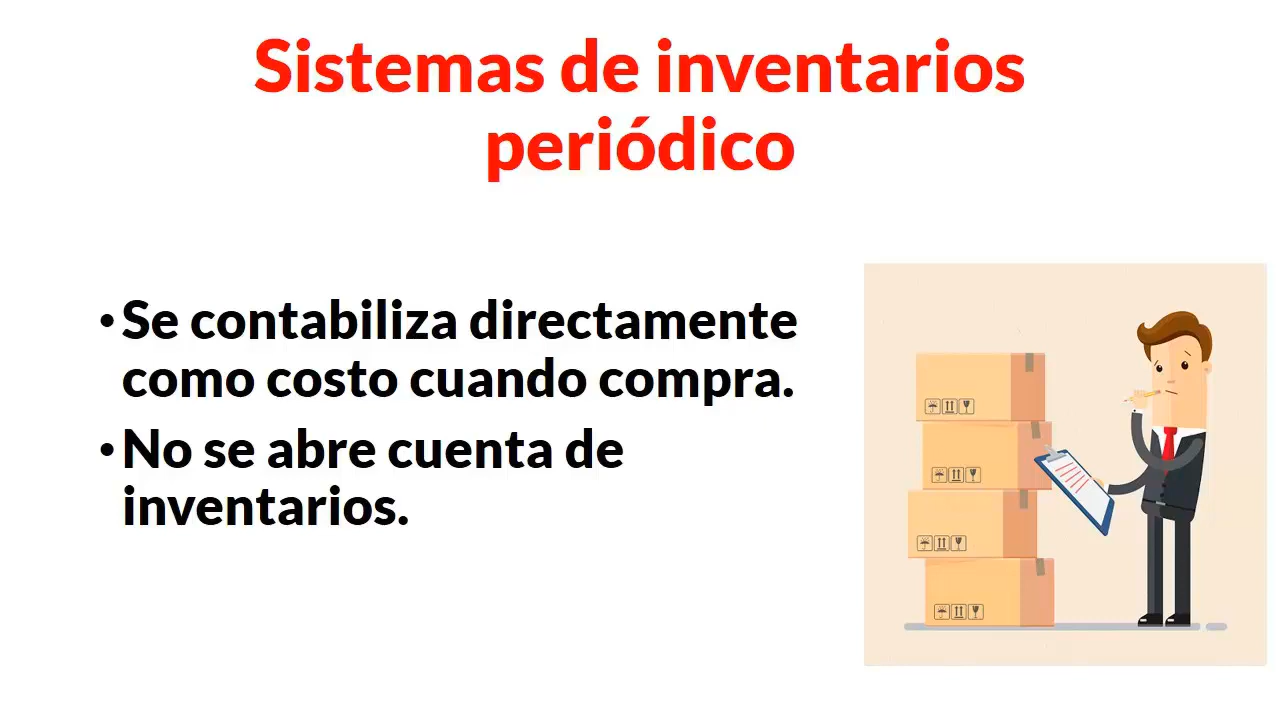 Sistemas de inventarios
periódico
•Se contabiliza directamente
como costo cuando compra.
•No se abre cuenta de
inventarios.